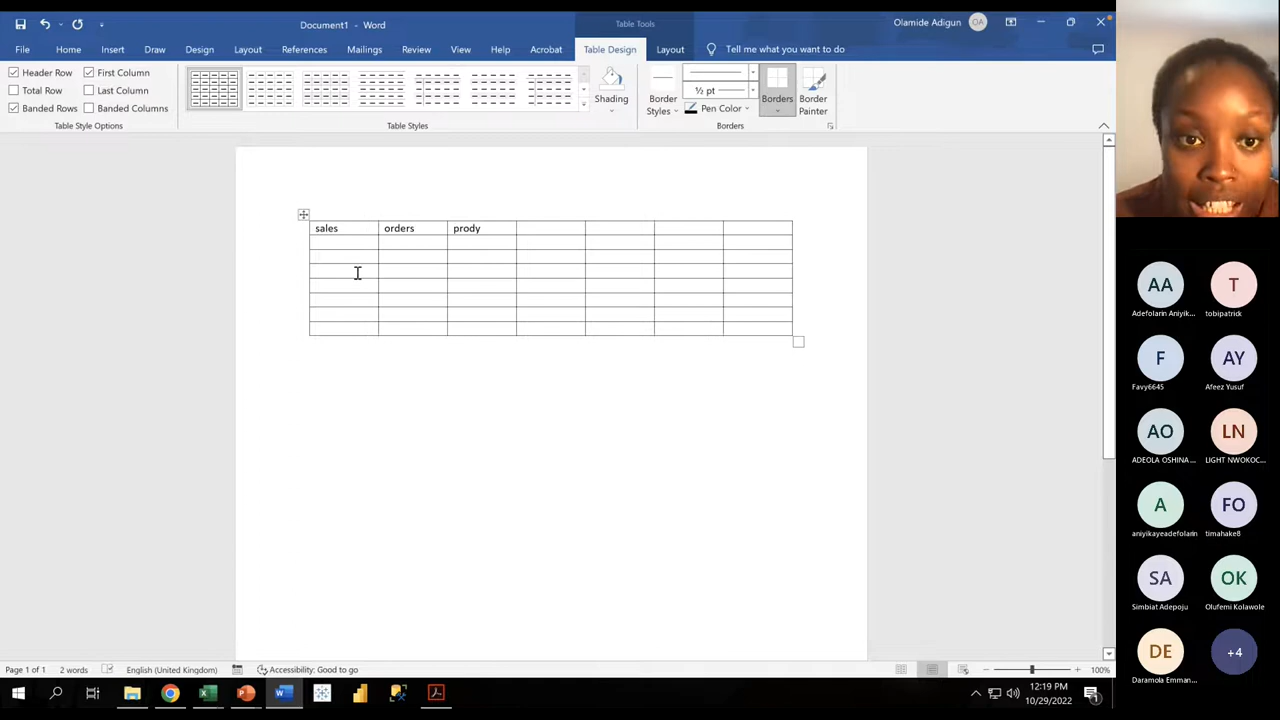 Document1 - Word
Table Tools
Olamide Adigun
OA
File
Home
Insert
Draw
Design
Layout
References
Mailings
Review
View
Help
Acrobat
Table Design
Layout
Tell me what you want to do
Header Row
First Column
Total Row
Last Column
Banded Rows
Banded Columns
Table Style Options
Table Styles
Shading
Border Styles
½ pt
Pen Color
Borders
Border Painter
Borders
sales orders prody
AA
Adefolarin Aniyik...
T
tobipatrick
F
Favy6645
AY
Afeez Yusuf
AO
ADEOLA OSHINA ...
LN
LIGHT NWOKOC...
A
aniyikayeadefolarin
FO
timahake8
SA
Simbiat Adepoju
OK
Olufemi Kolawole
DE
Daramola Emman...
+4
Page 1 of 1
2 words
English (United Kingdom)
Accessibility: Good to go
100%
12:19 PM
10/29/2022
1